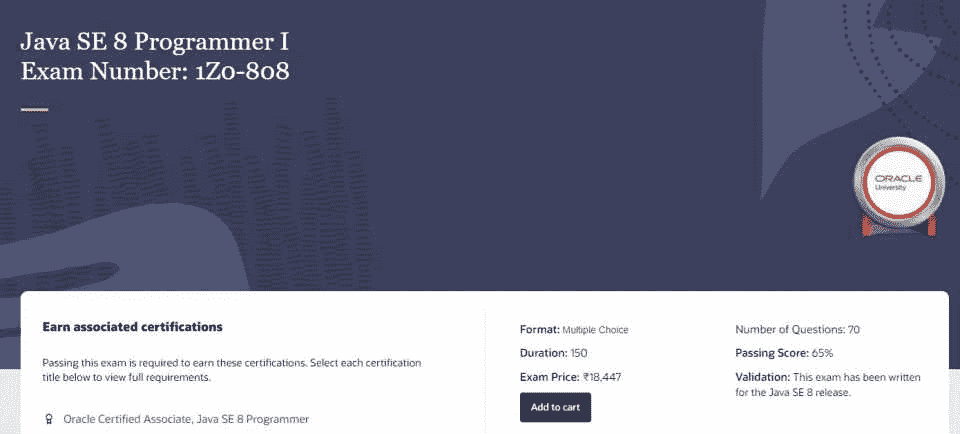 Java SE 8 Programmer I
Exam Number: 1Z0-808
ORACLE
University
Earn associated certifications
Passing this exam is required to earn these certifications. Select each certification
title below to view full requirements.
Oracle Certified Associate, Java SE 8 Programmer
Format: Multiple Choice
Duration: 150
Exam Price: ₹18,447
Add to cart
Number of Questions: 70
Passing Score: 65%
Validation: This exam has been written
for the Java SE 8 release.